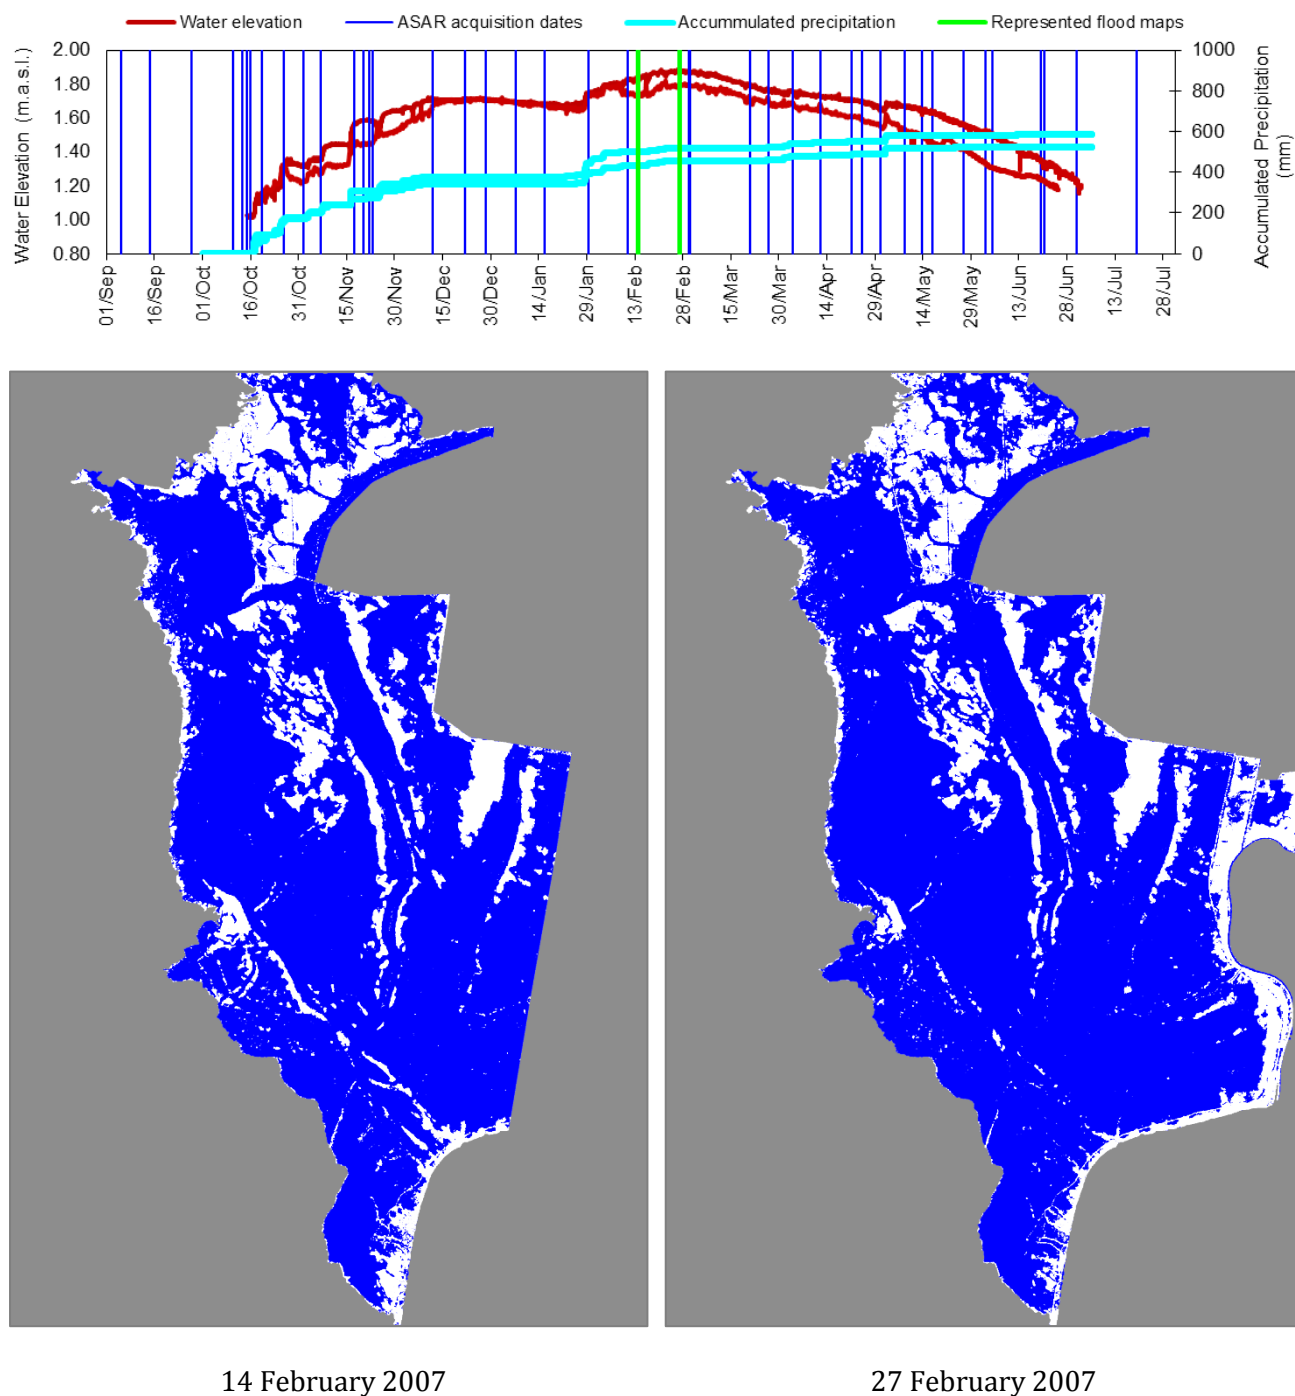 Water elevation ASAR acquisition dates Accummulated precipitation Represented flood maps
Water Elevation (m.a.s.l.)
2.00
1.80
1.60
1.40
1.20
1.00
0.80
1000
800
600
400
200
0
Accumulated Precipitation
(mm)
01/Sep
16/Sep
01/Oct
16/Oct
31/Oct
15/Nov
30/Nov
15/Dec
30/Dec
14/Jan
29/Jan
13/Feb
28/Feb
15/Mar
30/Mar
14/Apr
29/Apr
14/May
29/May
13/Jun
28/Jun
13/Jul
28/Jul
14 February 2007 27 February 2007